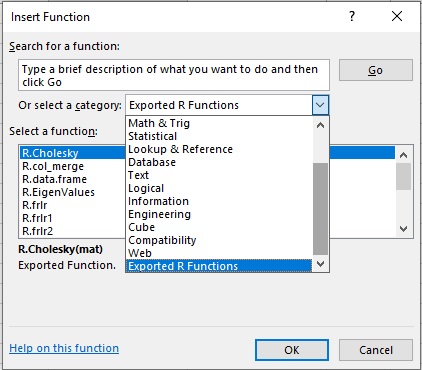 Insert Function
?
Search for a function:
Type a brief description of what you want to do and then
click Go
Go
Or select a category:
Exported R Functions
Math & Trig
Statistical
Lookup & Reference
Database
Text
Logical
Information
Engineering
Cube
Compatibility
Web
Exported R Functions
Select a function:
R.Cholesky
R.col_merge
R.data.frame
R.EigenValues
R.frlr
R.frlr1
R.frlr2
R.Cholesky(mat)
Exported Function.
Help on this function
OK
Cancel